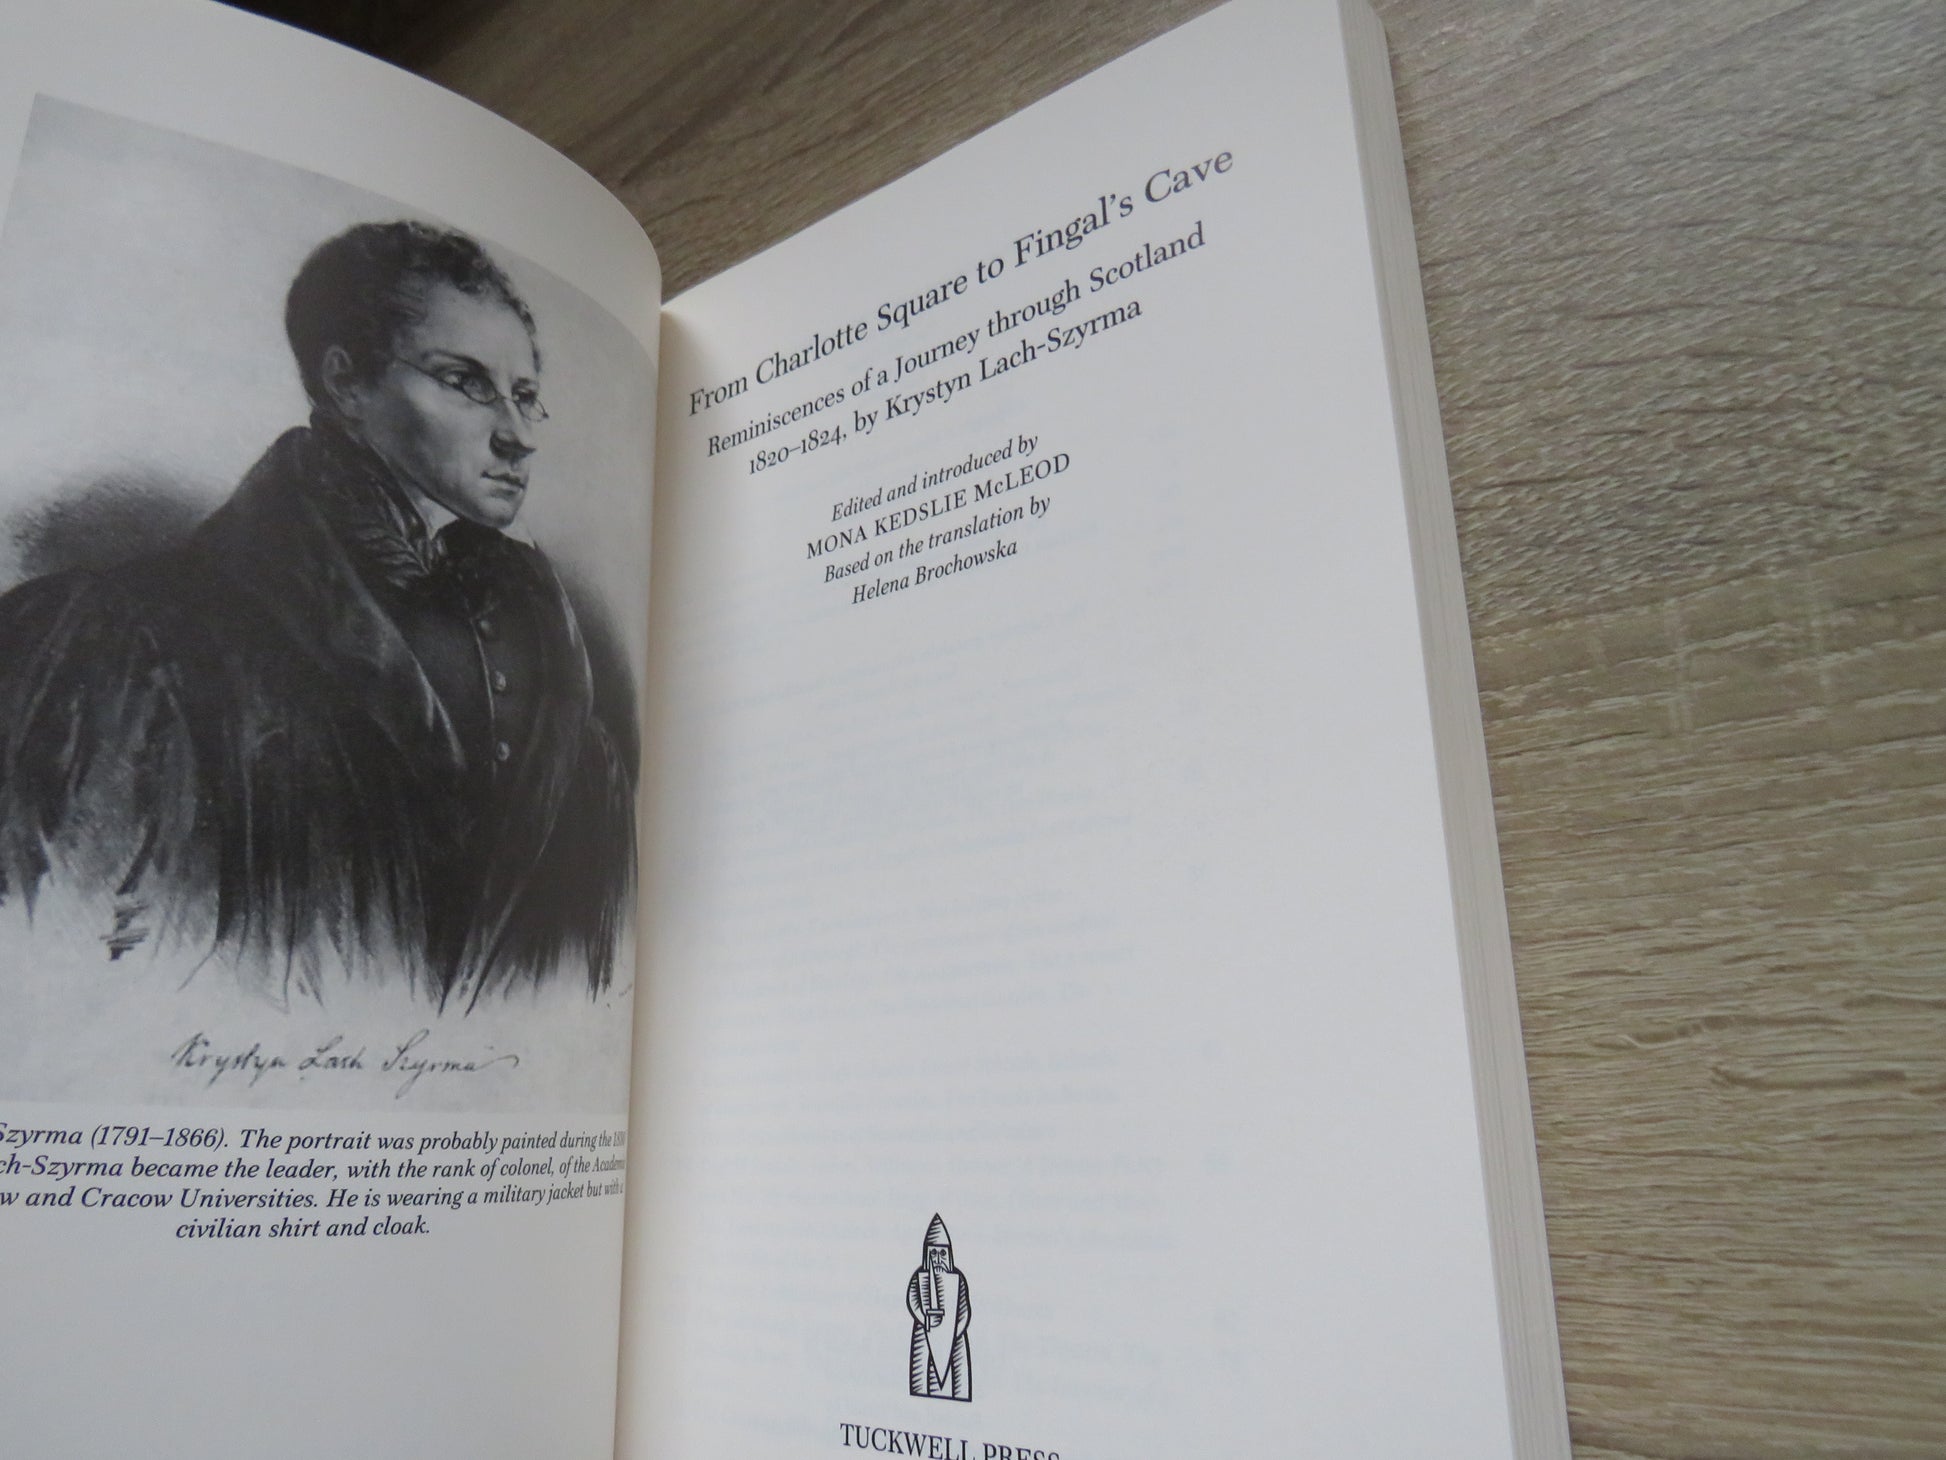 Krystyn Lach Szyrma
Szyrma (1791–1866). The portrait was probably painted during the
ch-Szyrma became the leader, with the rank of colonel, of the
w and Cracow Universities. He is wearing a military jacket but with a
civilian shirt and cloak.
From Charlotte Square to Fingal's Cave
Reminiscences of a Journey through Scotland
1820–1824, by Krystyn Lach-Szyrma
Edited and introduced by
MONA KEDSLIE McLEOD
Based on the translation by
Helena Brochowska
TUCKWELL PRESS